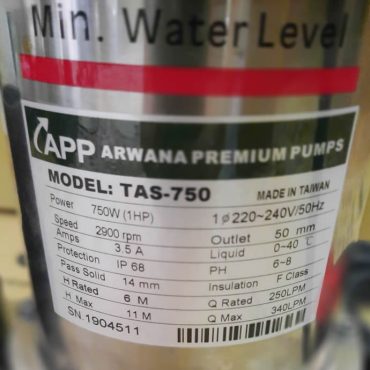 Min. Water Level
APP ARWANA PREMIUM PUMPS
MODEL: TAS-750 MADE IN TAIWAN
Power 750W (1HP) 1ø220~240V/50Hz
Speed 2900 rpm Outlet 50 mm
Amps 3.5 A Liquid 0~40 ℃
Protection IP 68 PH 6~8
Pass Solid 14 mm Insulation F Class
H Rated 6 M Q Rated 250LPM
H. Max 11 M Q Max 340LPM
SN 1904511